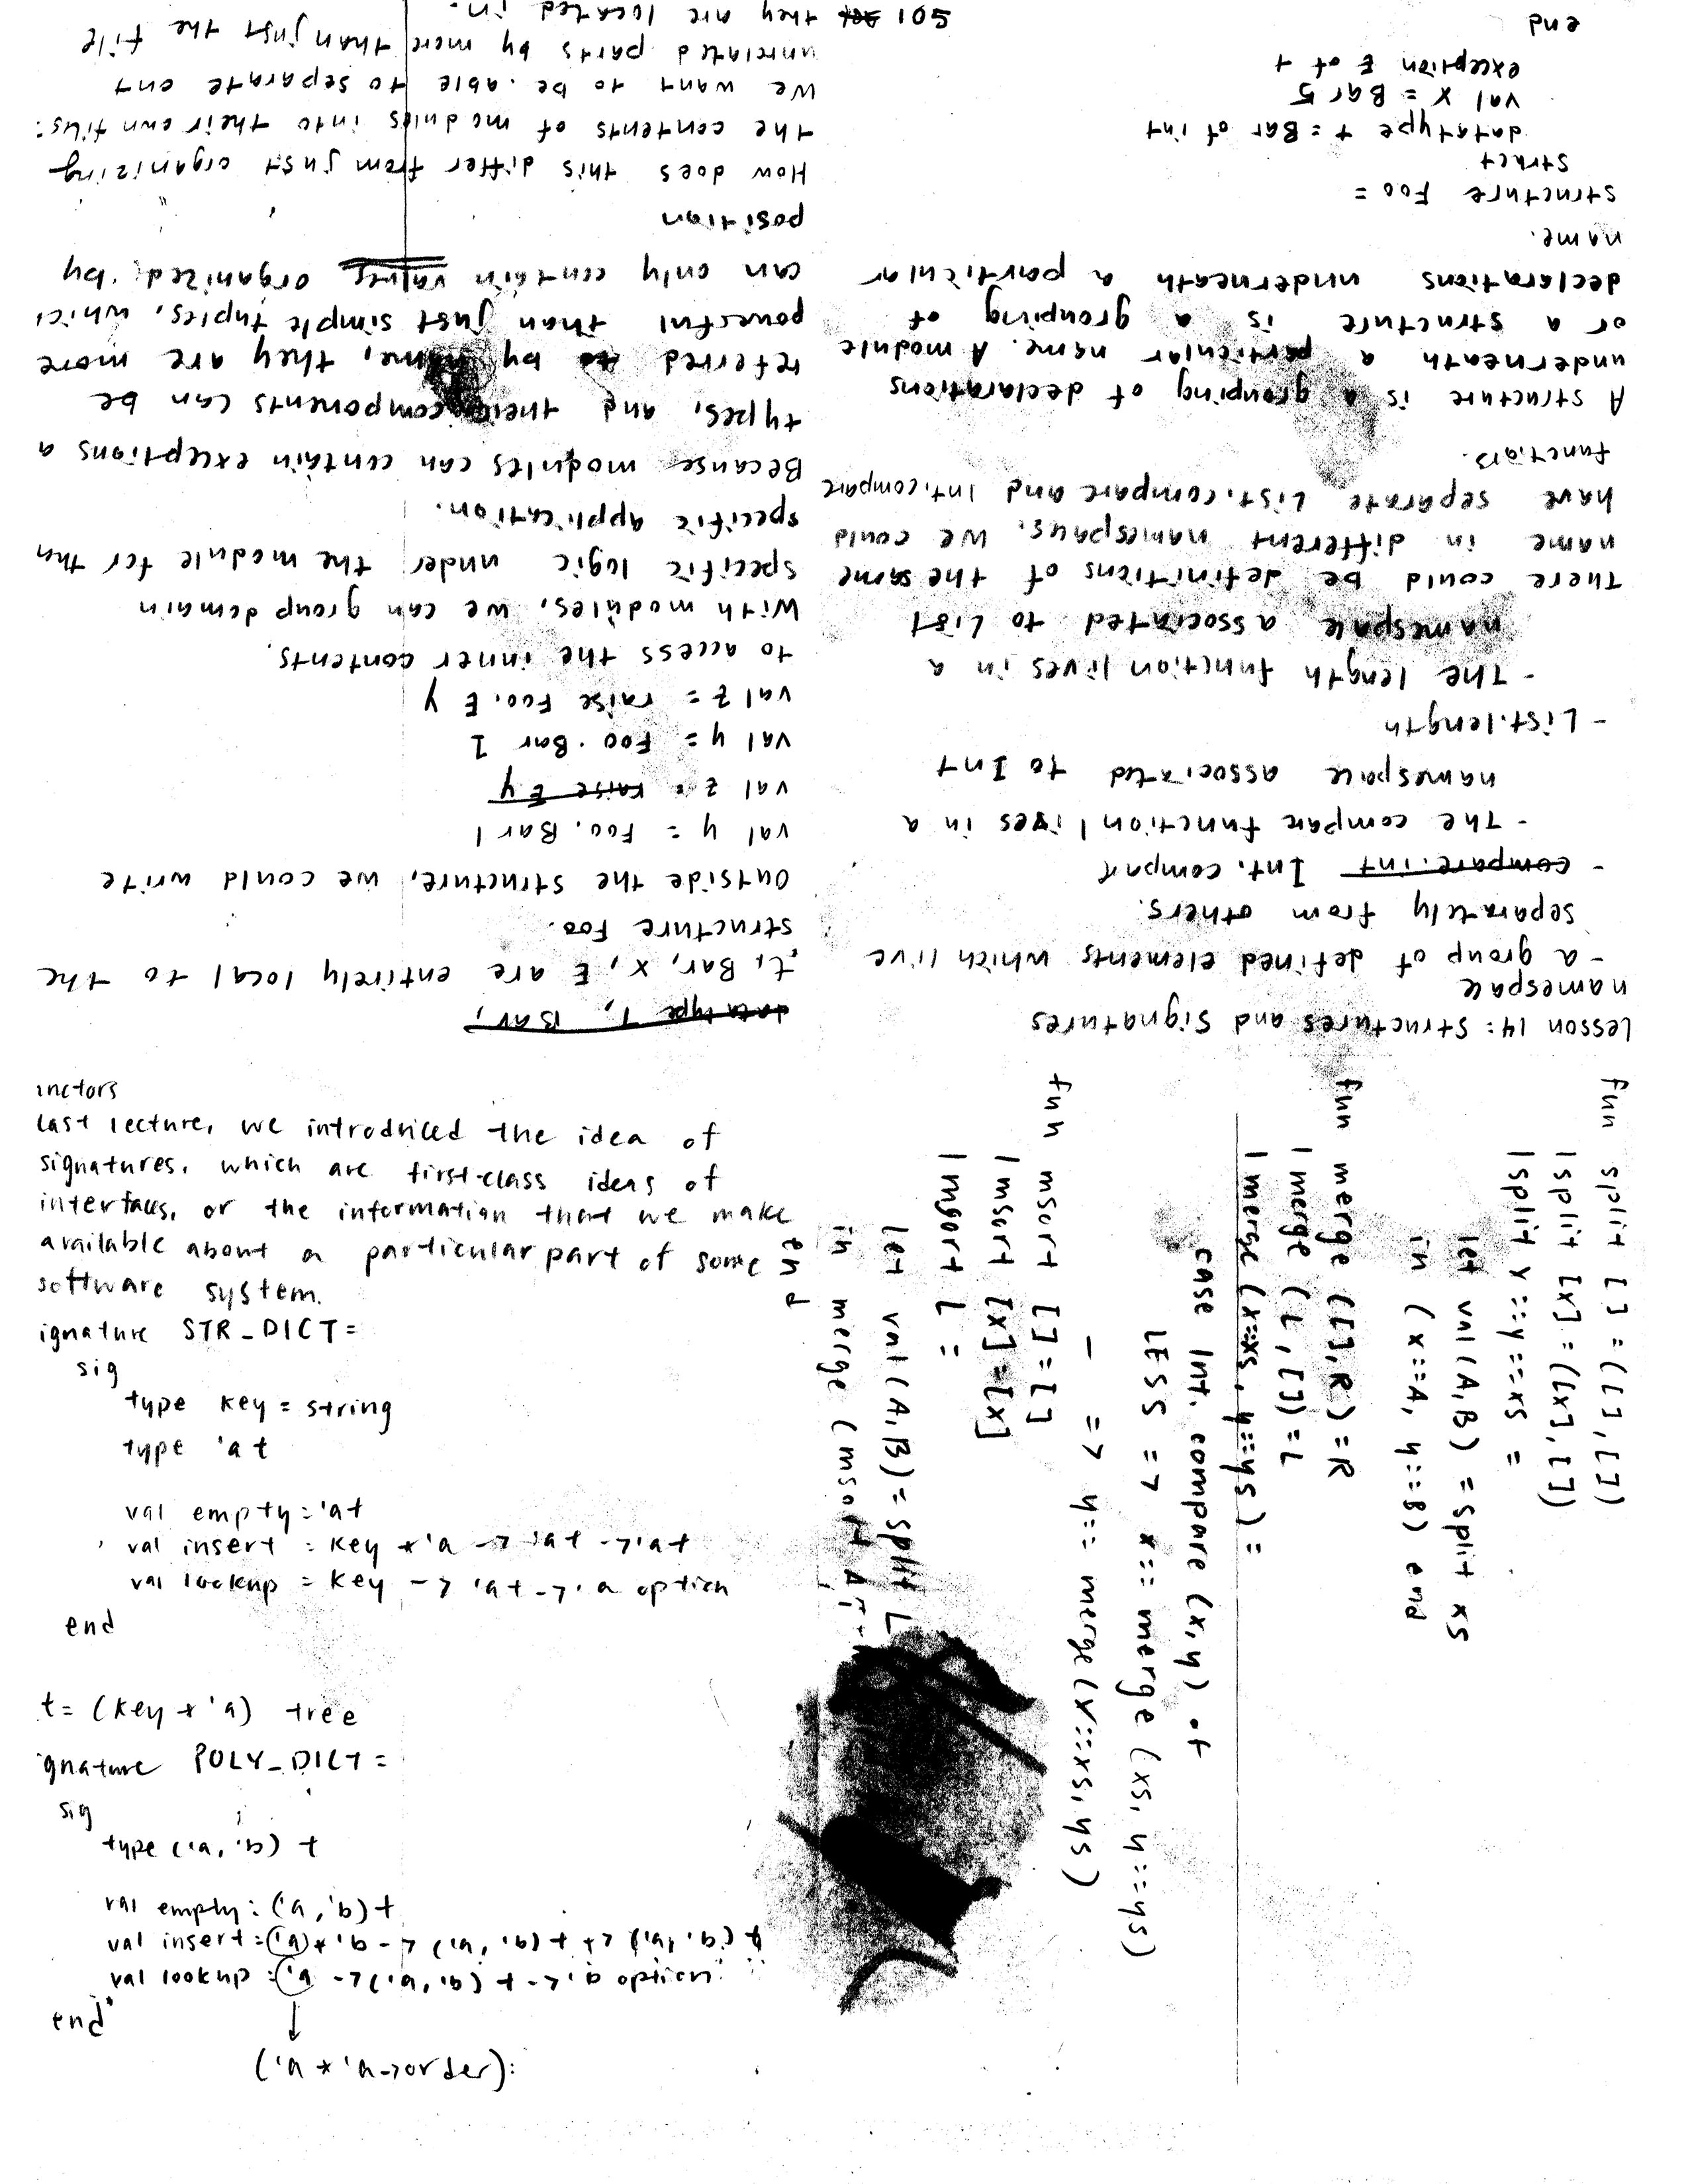 Lesson 14: Structures and Signatures
namespace
- a group of defined elements which live
separately from others.
- compare.int Int.compare
- The compare function lives in a
namespace associated to Int
- List.length
- The length function lives in a
namespace associated to List
There could be definitions of the same
name in different namespaces. We could
have separate List.compare and Int.compare
functions.
A structure is a grouping of declarations
underneath a particular name. A module
or a structure is a grouping of
declarations underneath a particular
name.
structure Foo =
struct
datatype t = Bar of int
val x = Bar 5
exception E of t
end
datatype t, Bar,
t, Bar, x, E are entirely local to the
structure Foo.
Outside the structure, we could write
val y = Foo.Bar 1
val z = raise E y
val y = Foo.Bar 1
val z = raise Foo.E y
to access the inner contents.
With modules, we can group domain
specific logic under the module for then
specific application.
Because modules can contain exceptions a
types, and their components can be
referred to by name, they are more
powerful than just simple tuples, whic
can only contain values organized by
position
How does this differ from just organizing
the contents of modules into their own files?
We want to be able to separate out
unrelated parts by more than just the file
they are located in.
SOI
fun split [] = ([], [])
| split [x] = ([x], [])
| split x::y::xs =
let val (A,B) = split xs
in (x::A, y::B) end
fun merge ([], R) = R
| merge (L, []) = L
| merge (x::xs, y::ys) =
case Int.compare (x,y) of
LESS => x:: merge (xs, y::ys)
_ => y:: merge (x::xs, ys)
fun msort [] = []
| msort [x] = [x]
| msort L =
let val (A,B) = split L
in merge (msort A,
end
nctors
Last lecture, we introduced the idea of
signatures, which are first-class ideas of
interfaces, or the information that we make
available about a particular part of some
software system.
ignature STR_DICT =
sig
type key = string
type 'a t
val empty : 'a t
val insert : key * 'a -> 'a t -> 'a t
val lookup : key -> 'a t -> 'a option
end
t = (key * 'a) tree
ignature POLY_DICT =
sig
type ('a, 'b) t
val empty : ('a, 'b) t
val insert : ('a) * 'b ->
val lookup : 'a -> option
end
('a * 'a -> order):